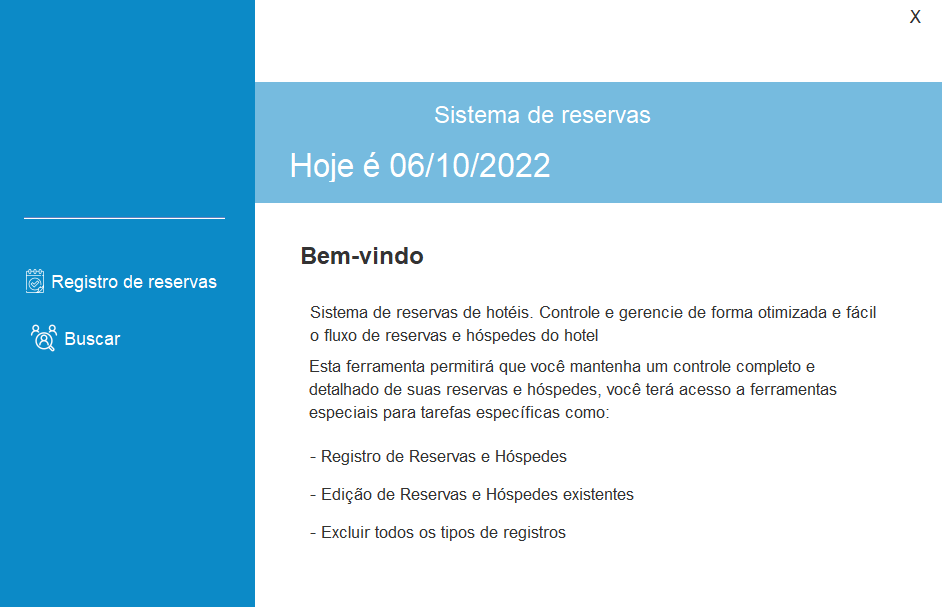 X
Sistema de reservas
Hoje é 06/10/2022
Registro de reservas
Buscar
Bem-vindo
Sistema de reservas de hotéis. Controle e gerencie de forma otimizada e fácil
o fluxo de reservas e hóspedes do hotel
Esta ferramenta permitirá que você mantenha um controle completo e
detalhado de suas reservas e hóspedes, você terá acesso a ferramentas
especiais para tarefas específicas como:
- Registro de Reservas e Hóspedes
- Edição de Reservas e Hóspedes existentes
- Excluir todos os tipos de registros